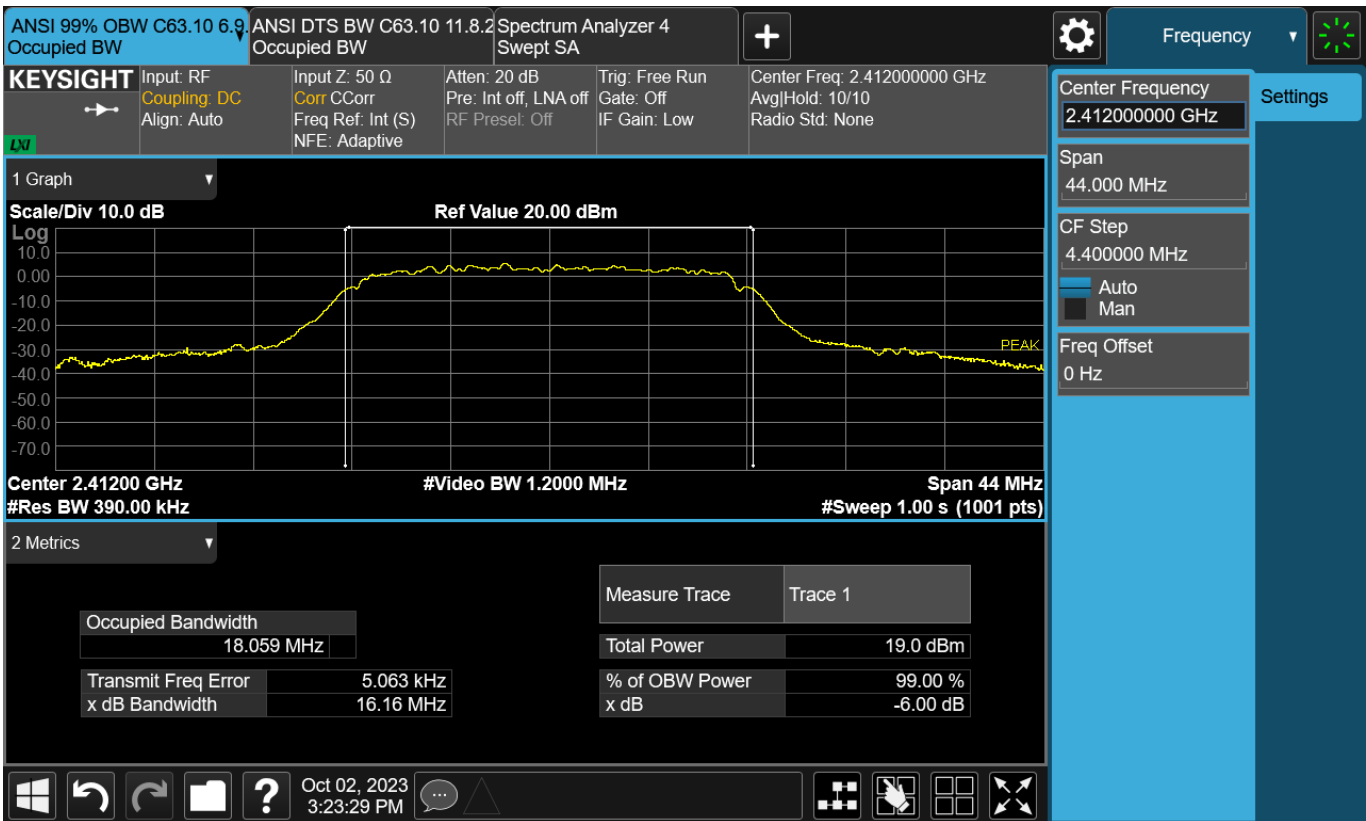 ANSI 99% OBW C63.10 6.9.
Occupied BW
ANSI DTS BW C63.10 11.8.2
Occupied BW
Spectrum Analyzer 4
Swept SA
Frequency
KEYSIGHT
LXI
Input: RF
Coupling: DC
Align: Auto
Input Z: 50 Ω
Corr CCorr
Freq Ref: Int (S)
NFE: Adaptive
Atten: 20 dB
Pre: Int off, LNA off
RF Presel: Off
Trig: Free Run
Gate: Off
IF Gain: Low
Center Freq: 2.412000000 GHz
Avg|Hold: 10/10
Radio Std: None
Center Frequency
2.412000000 GHz
Settings
Span
44.000 MHz
CF Step
4.400000 MHz
Auto
Man
Freq Offset
0 Hz
1 Graph
Scale/Div 10.0 dB
Ref Value 20.00 dBm
Log
10.0
0.00
-10.0
-20.0
-30.0
-40.0
-50.0
-60.0
-70.0
PEAK
Center 2.41200 GHz
#Video BW 1.2000 MHz
Span 44 MHz
#Res BW 390.00 kHz
#Sweep 1.00 s (1001 pts)
2 Metrics
Measure Trace
Trace 1
Occupied Bandwidth
18.059 MHz
Total Power
19.0 dBm
Transmit Freq Error
5.063 kHz
% of OBW Power
99.00 %
x dB Bandwidth
16.16 MHz
x dB
-6.00 dB
?
Oct 02, 2023
3:23:29 PM